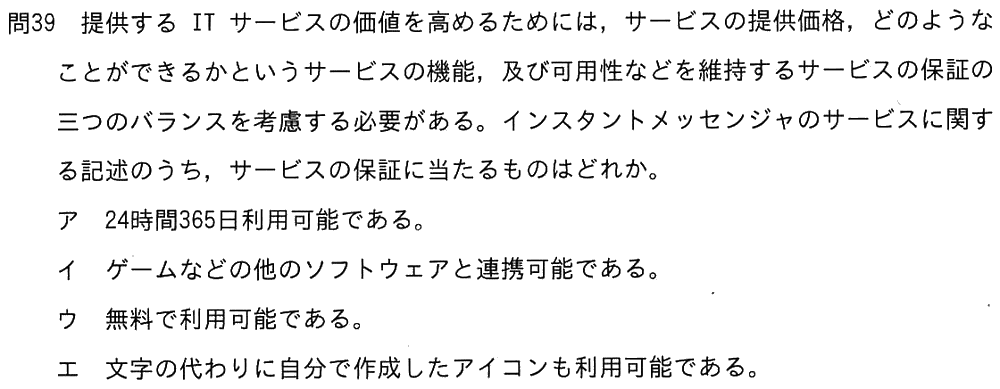 問39 提供する IT サービスの価値を高めるためには，サービスの提供価格，どのような
ことができるかというサービスの機能，及び可用性などを維持するサービスの保証の
三つのバランスを考慮する必要がある。インスタントメッセンジャのサービスに関す
る記述のうち，サービスの保証に当たるものはどれか。
ア 24時間365日利用可能である。
イ ゲームなどの他のソフトウェアと連携可能である。
ウ 無料で利用可能である。
エ 文字の代わりに自分で作成したアイコンも利用可能である。